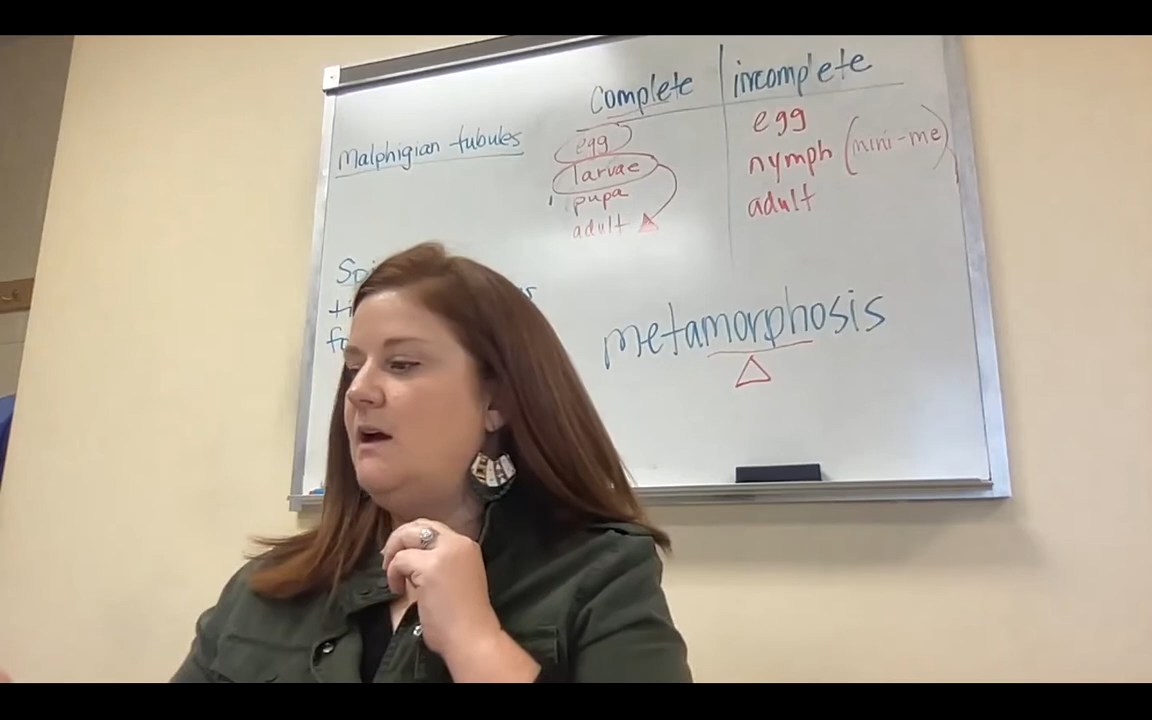 complete | incomplete
Malphigian tubules
egg
larvae
pupa
adult
egg
nymph (mini-me)
adult
metamorphosis